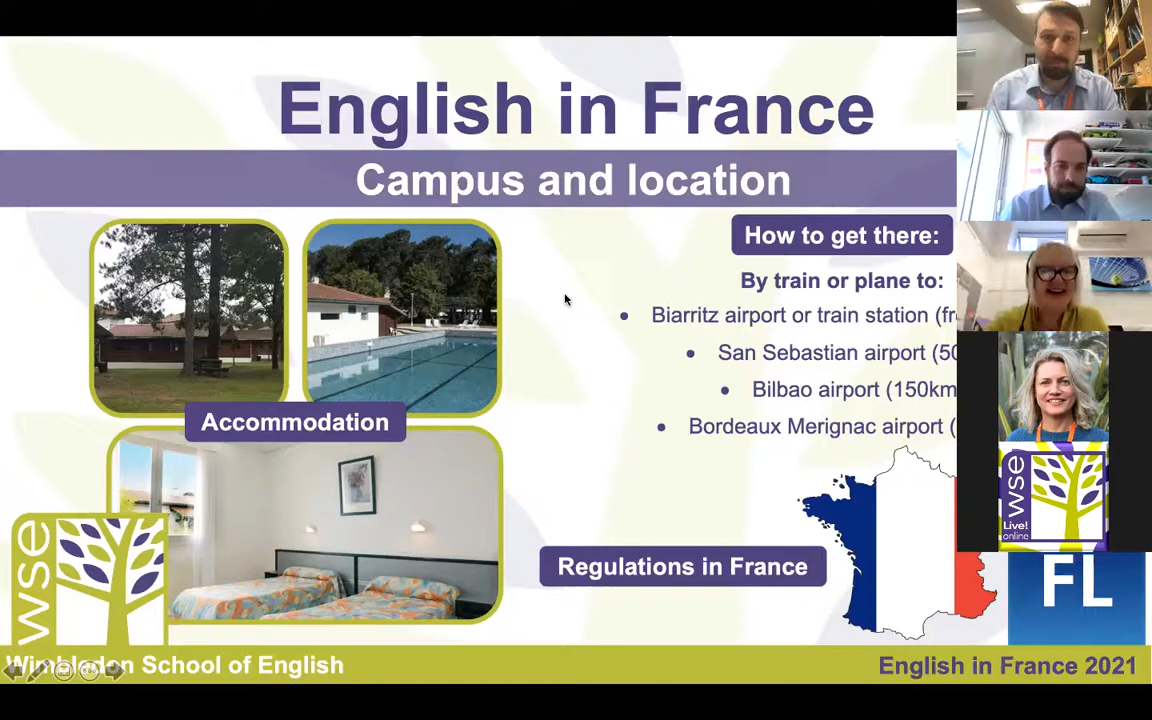 English in France
Campus and location
How to get there:
By train or plane to:
Biarritz airport or train station
San Sebastian airport (50
Bilbao airport (150km
Bordeaux Merignac airport (
Accommodation
Regulations in France
wse
wse
Live!
online
FL
Wimbledon School of English
English in France 2021